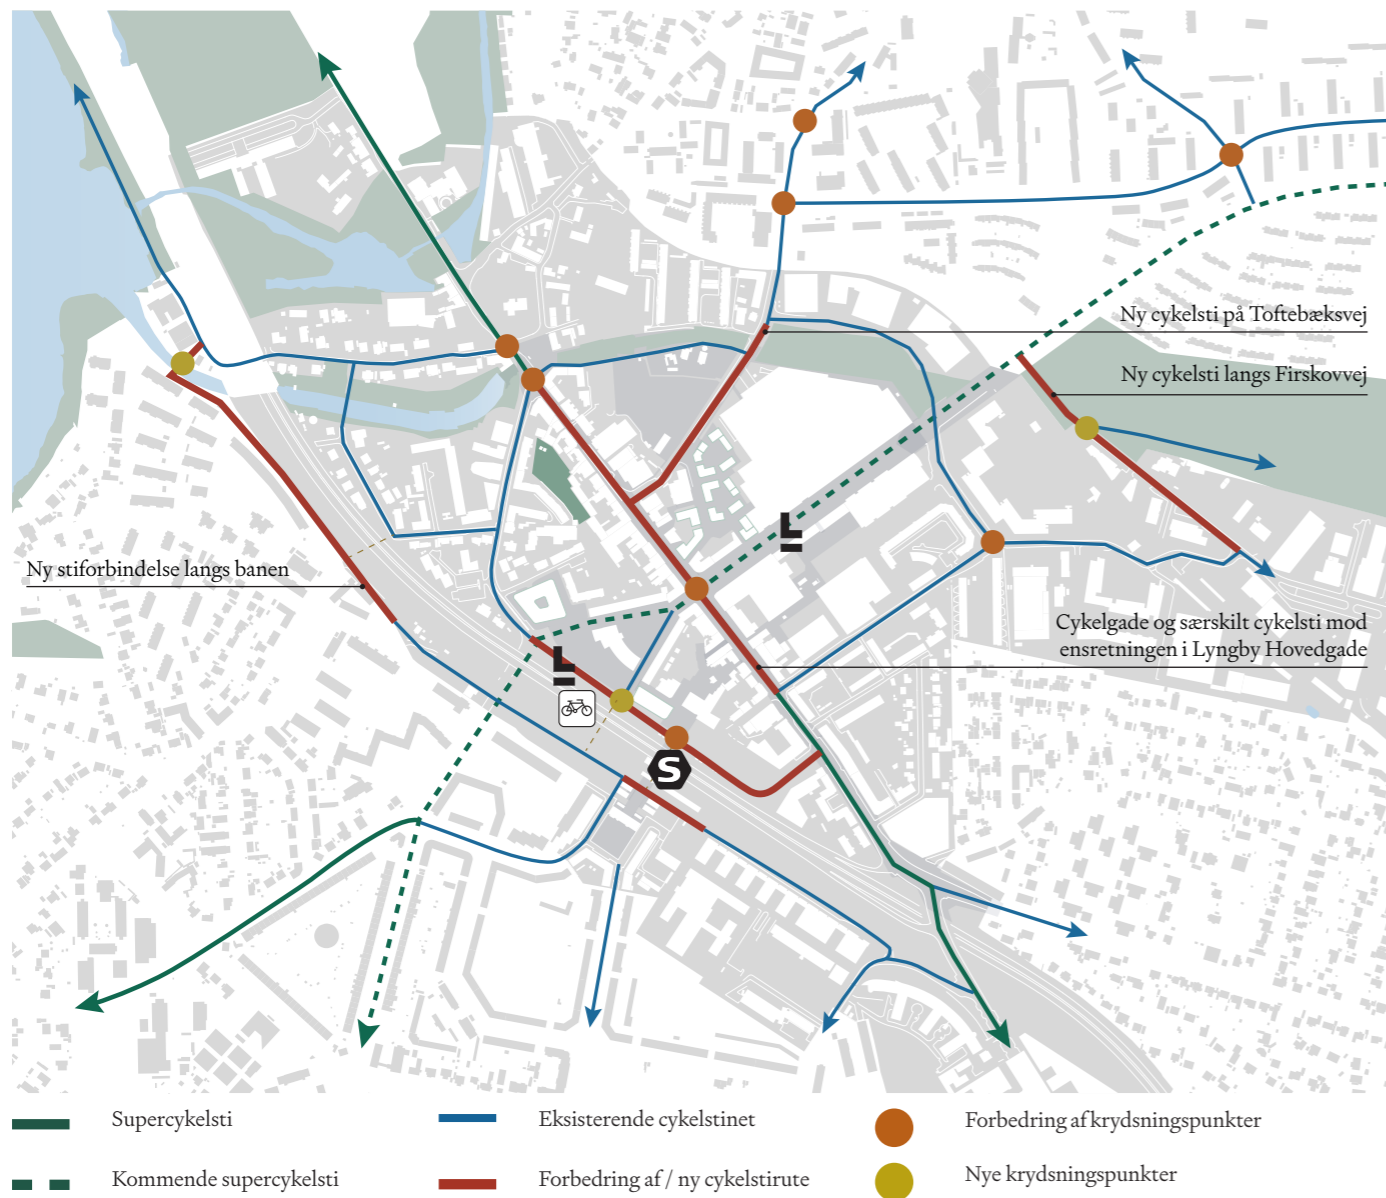 Ny cykelsti på Toftebæksvej
Ny cykelsti langs Firskovvej
Ny stiforbindelse langs banen
Cykelgade og særskilt cykelsti mod
ensretningen i Lyngby Hovedgade
L
L
S
Supercykelsti
Eksisterende cykelstinet
Forbedring af krydsningspunkter
Kommende supercykelsti
Forbedring af / ny cykelstirute
Nye krydsningspunkter